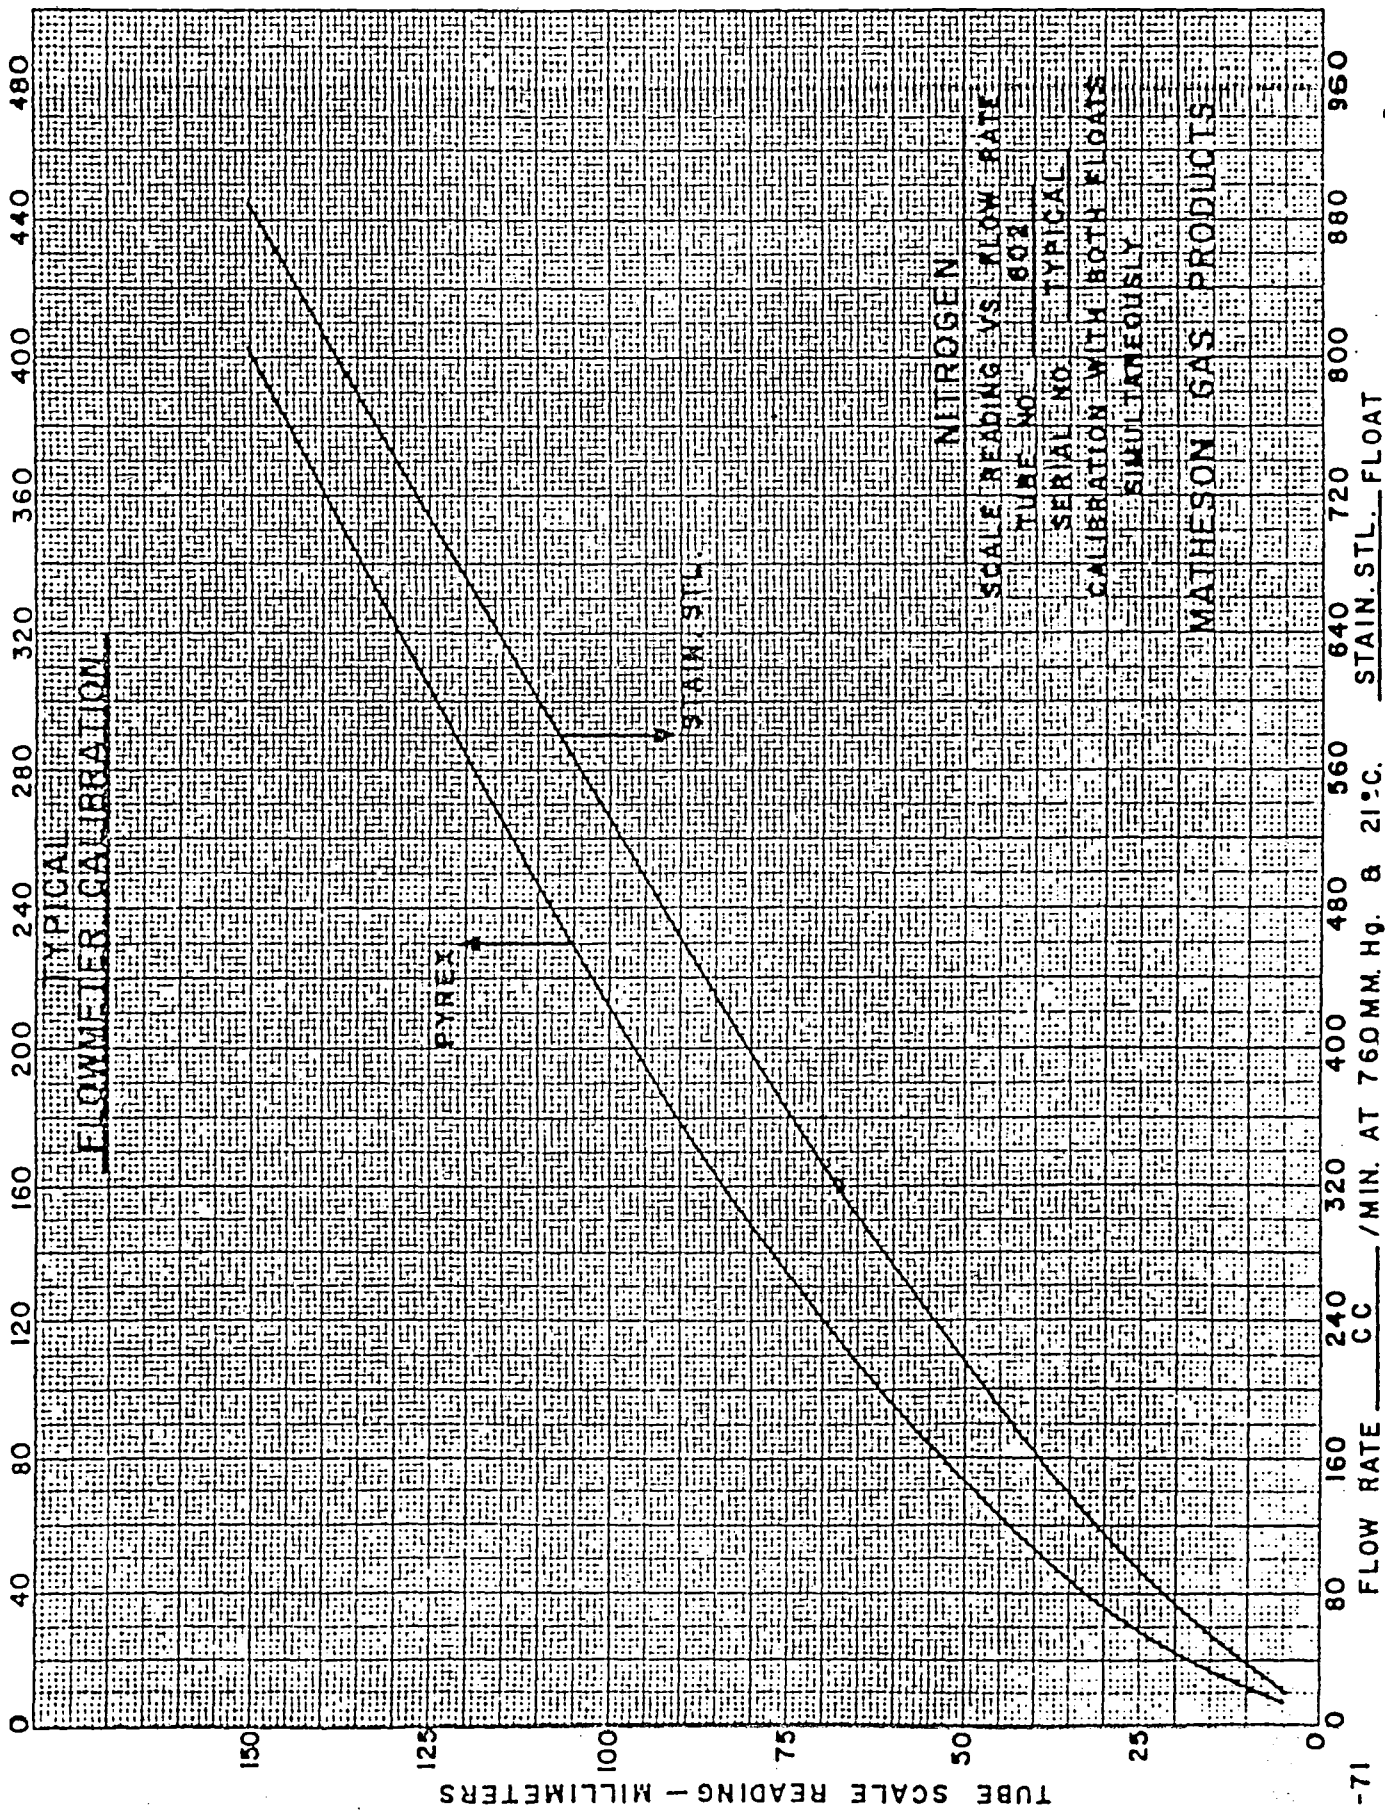 0 40 80 120 160 200 240 280 320 360 400 440 480
TYPICAL
FLOWMETER CALIBRATION
PYREX
STAIN. STL.
NITROGEN
SCALE READING VS. FLOW RATE
TUBE NO. 602
SERIAL NO. TYPICAL
CALIBRATION WITH BOTH FLOATS
SIMULTANEOUSLY
MATHESON GAS PRODUCTS
150
125
100
75
50
25
0
TUBE SCALE READING – MILLIMETERS
0 80 160 240 320 400 480 560 640 720 800 880 960
FLOW RATE CC /MIN. AT 760MM. Hg. & 21°C. STAIN. STL. FLOAT
-71